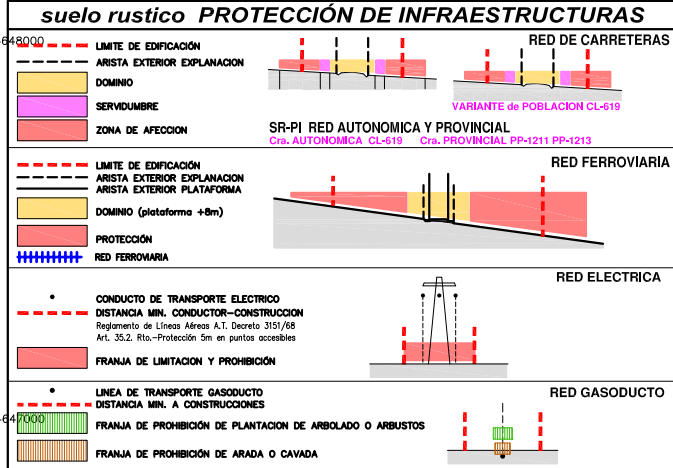 suelo rustico PROTECCIÓN DE INFRAESTRUCTURAS
648000
RED DE CARRETERAS
LIMITE DE EDIFICACIÓN
ARISTA EXTERIOR EXPLANACION
DOMINIO
SERVIDUMBRE
ZONA DE AFECCION
VARIANTE de POBLACION CL-619
SR-PI RED AUTONOMICA Y PROVINCIAL
Cra. AUTONOMICA CL-619 Cra. PROVINCIAL PP-1211 PP-1213
RED FERROVIARIA
LIMITE DE EDIFICACIÓN
ARISTA EXTERIOR EXPLANACION
ARISTA EXTERIOR PLATAFORMA
DOMINIO (plataforma +8m)
PROTECCIÓN
RED FERROVIARIA
RED ELECTRICA
CONDUCTO DE TRANSPORTE ELECTRICO
DISTANCIA MIN. CONDUCTOR-CONSTRUCCION
Reglamento de Líneas Aéreas A.T. Decreto 3151/68
Art. 35.2. Rto.-Protección 5m en puntos accesibles
FRANJA DE LIMITACION Y PROHIBICIÓN
RED GASODUCTO
LINEA DE TRANSPORTE GASODUCTO
DISTANCIA MIN. A CONSTRUCCIONES
647000
FRANJA DE PROHIBICIÓN DE PLANTACION DE ARBOLADO O ARBUSTOS
FRANJA DE PROHIBICIÓN DE ARADA O CAVADA